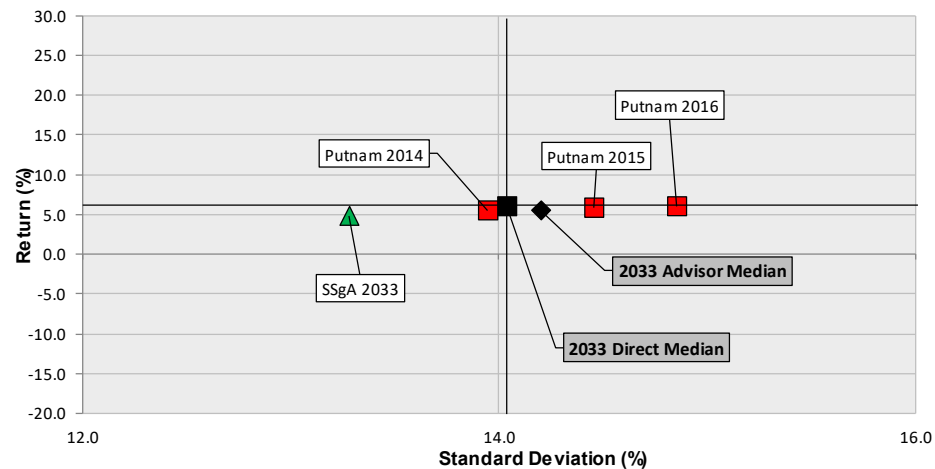 30.0
25.0
20.0
15.0
10.0
5.0
0.0
-5.0
-10.0
-15.0
-20.0
Return (%)
Putnam 2016
Putnam 2014
Putnam 2015
SSgA 2033
2033 Advisor Median
2033 Direct Median
12.0
14.0
16.0
Standard Deviation (%)